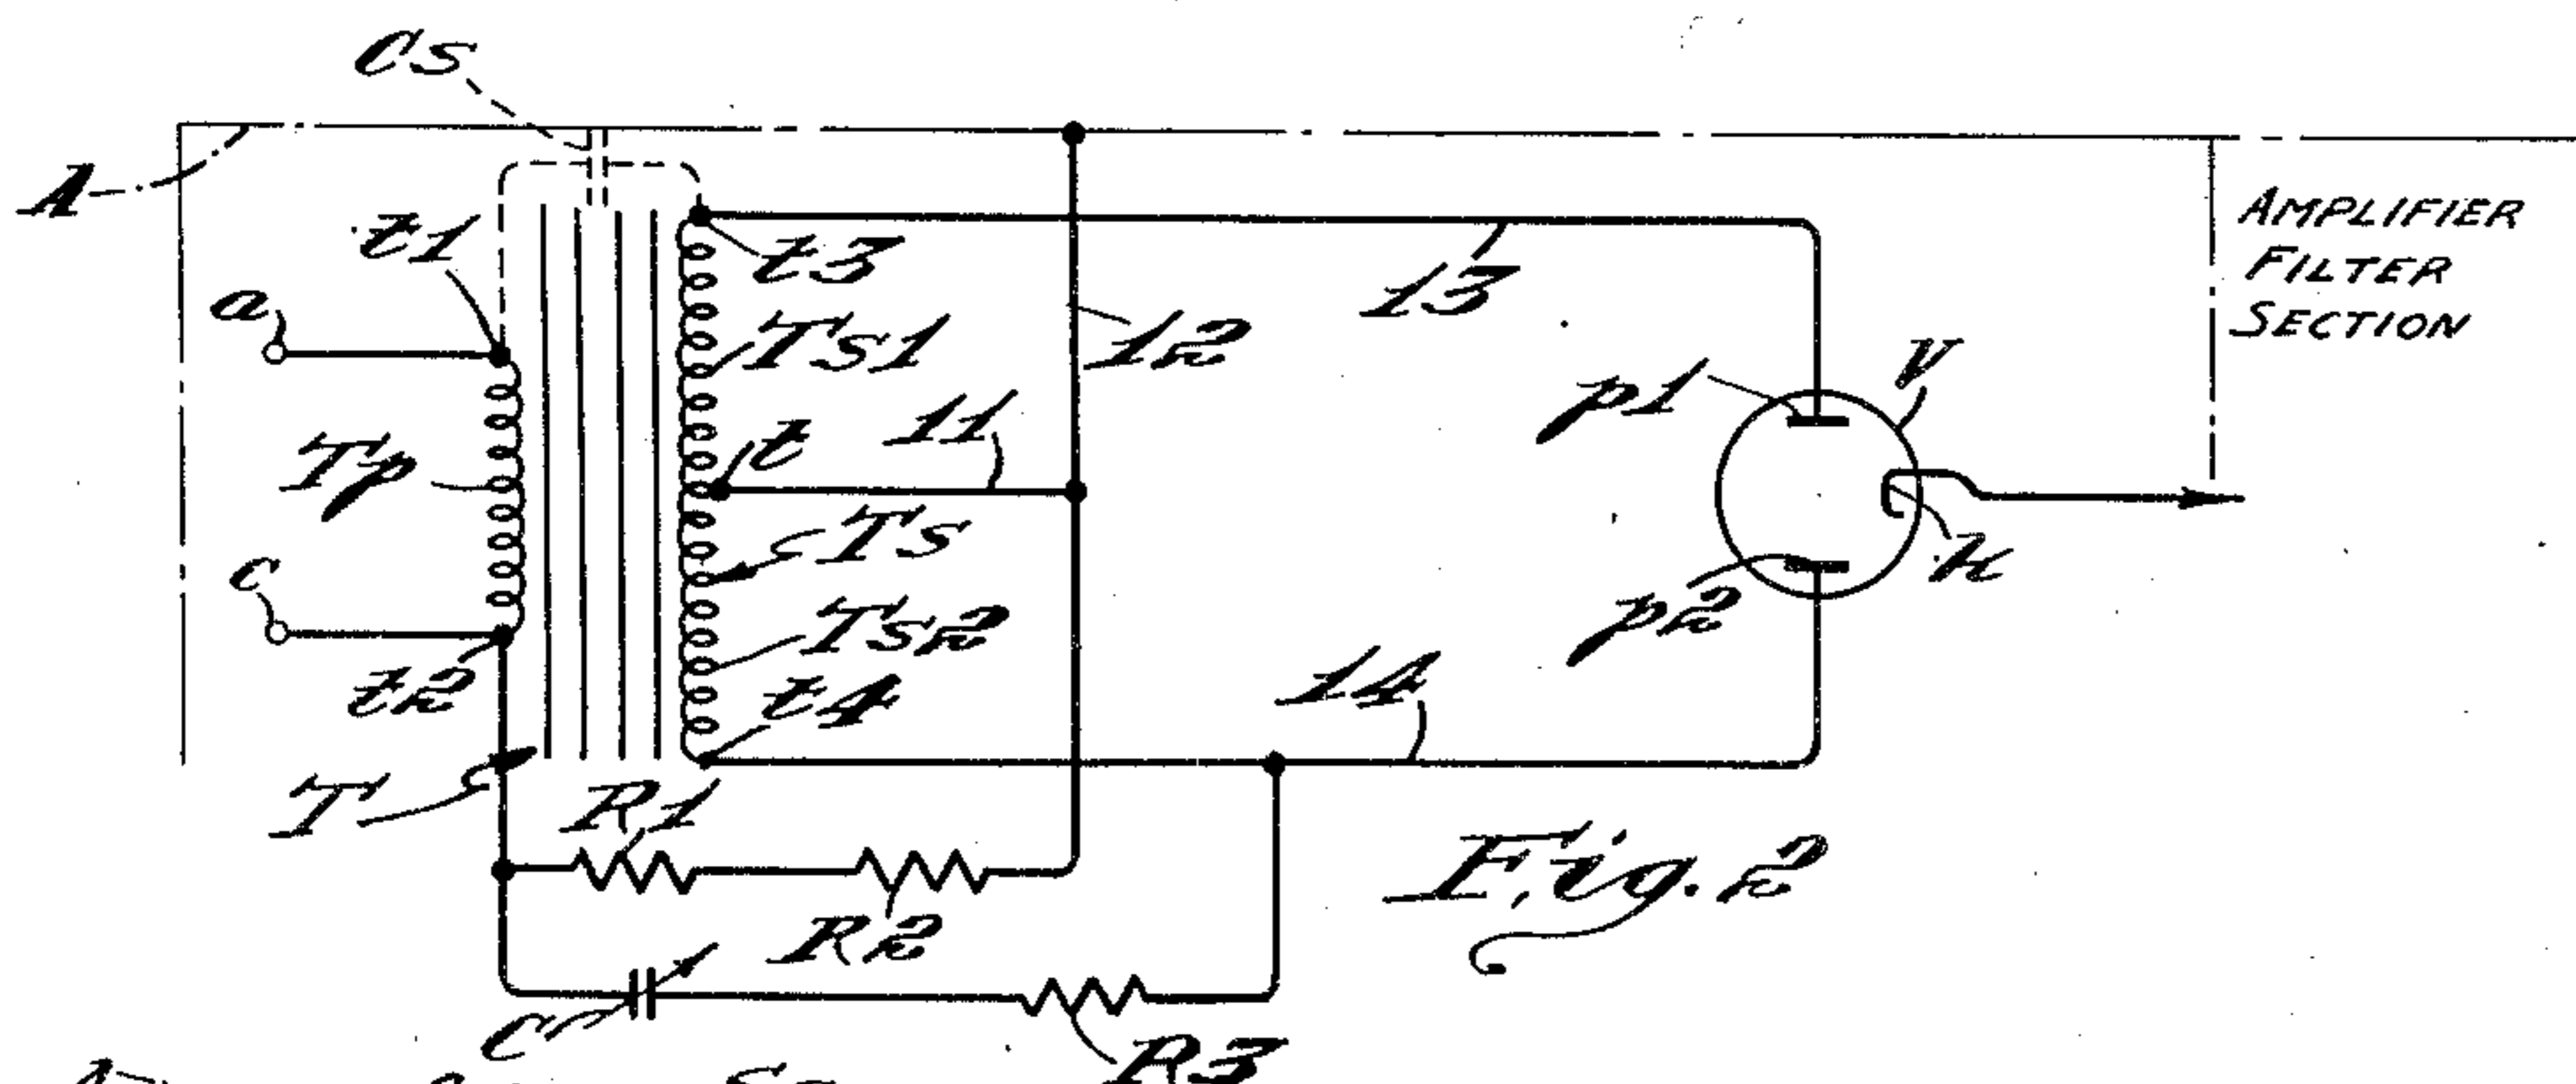 Cs
A
t1
t3
a
Ts1
12
13
AMPLIFIER
FILTER
SECTION
V
p1
11
t
Tp
Ts
c
k
p2
Ts2
t2
t4
14
T
R1
R2
Fig. 2
C
R3